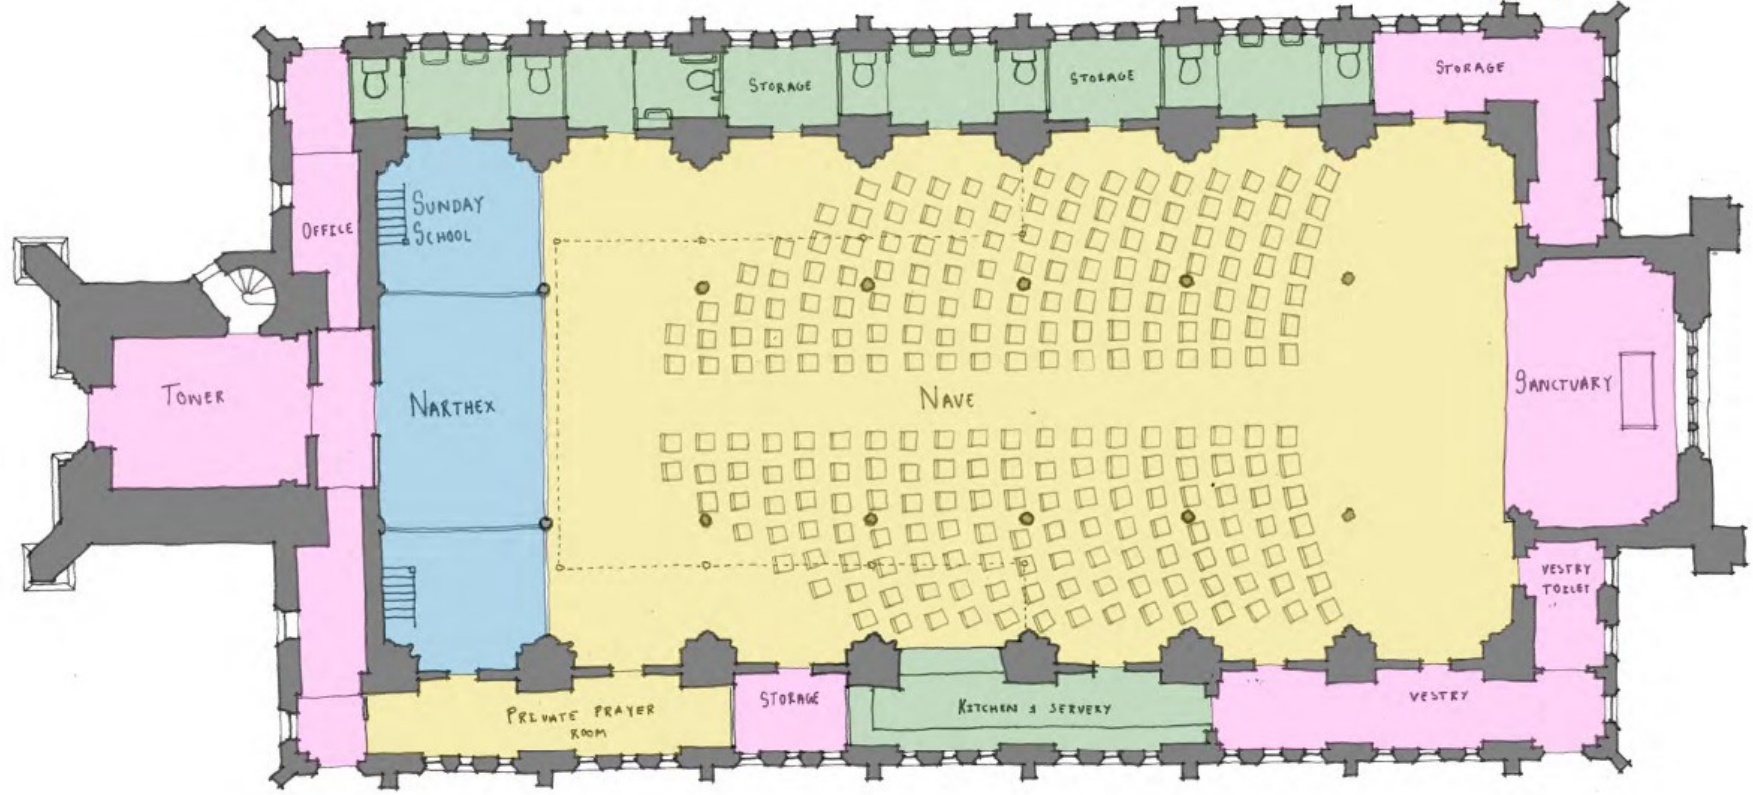 STORAGE
STORAGE
STORAGE
SUNDAY
SCHOOL
OFFICE
TOWER
NARTHEX
NAVE
SANCTUARY
VESTRY
TOILET
PRIVATE PRAYER
ROOM
STORAGE
KITCHEN & SERVERY
VESTRY